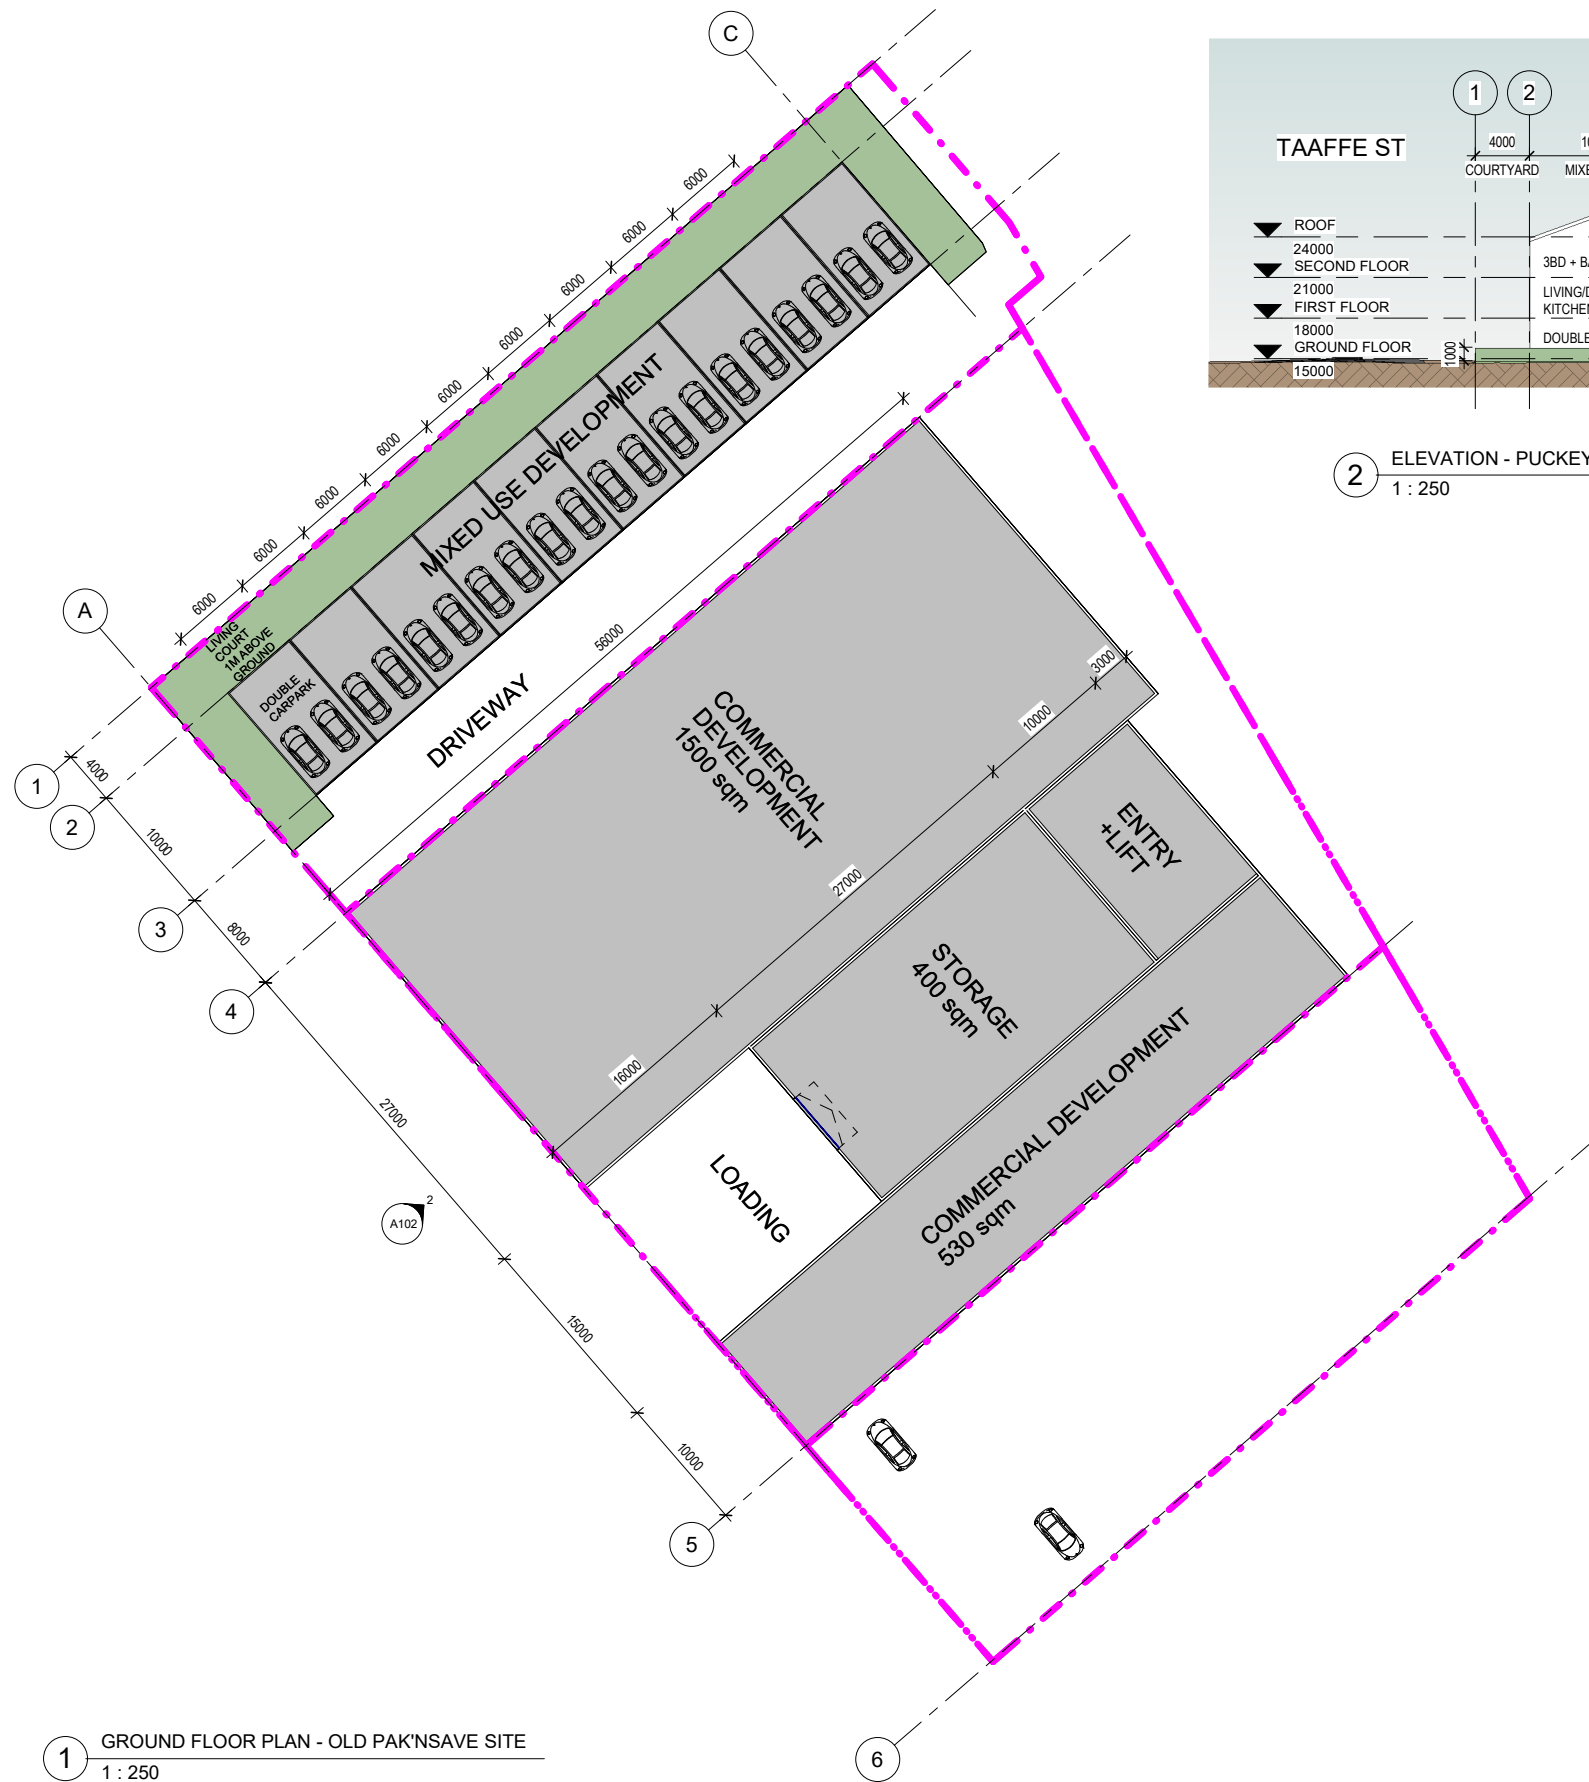 C
A
1
2
3
4
5
6
6000
6000
6000
6000
6000
6000
6000
6000
6000
LIVING
COURT
1M ABOVE
GROUND
DOUBLE
CARPARK
MIXED USE DEVELOPMENT
DRIVEWAY
56000
4000
10000
8000
27000
15000
10000
COMMERCIAL
DEVELOPMENT
1500 sqm
3000
10000
27000
16000
ENTRY
+LIFT
STORAGE
400 sqm
LOADING
COMMERCIAL DEVELOPMENT
530 sqm
2
A102
1
GROUND FLOOR PLAN - OLD PAK'NSAVE SITE
1 : 250
1
2
TAAFFE ST
4000
COURTYARD
MIXE
ROOF
24000
SECOND FLOOR
21000
FIRST FLOOR
18000
GROUND FLOOR
15000
1000
3BD + BA
LIVING/D
KITCHEN
DOUBLE
2
ELEVATION - PUCKEY
1 : 250